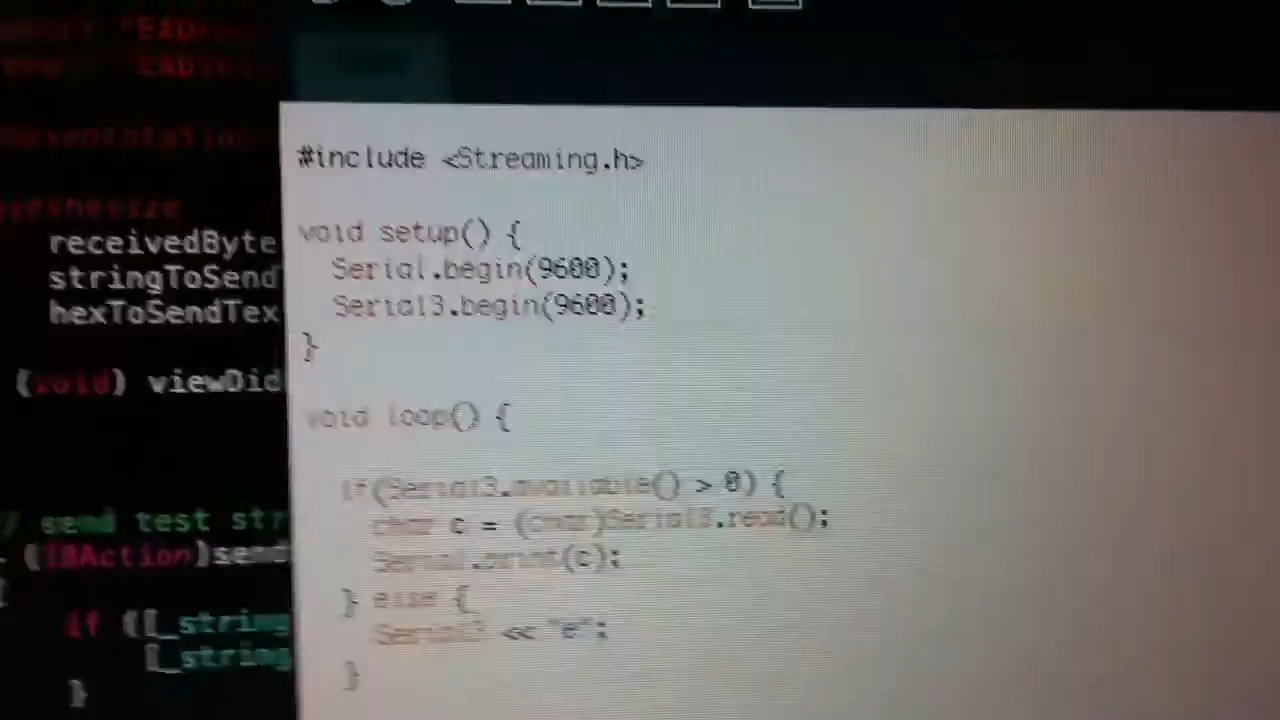 #include <Streaming.h>
void setup() {
Serial.begin(9600);
Serial3.begin(9600);
}
void loop() {
if(Serial3.available() > 0) {
char c = (char)Serial3.read();
Serial.print(c);
} else {
Serial3 << "e";
}
receivedByte
stringToSend
hexToSendTex
(void) viewDid
// send test str
(IBAction)send
{
if ([_string
[_string
}